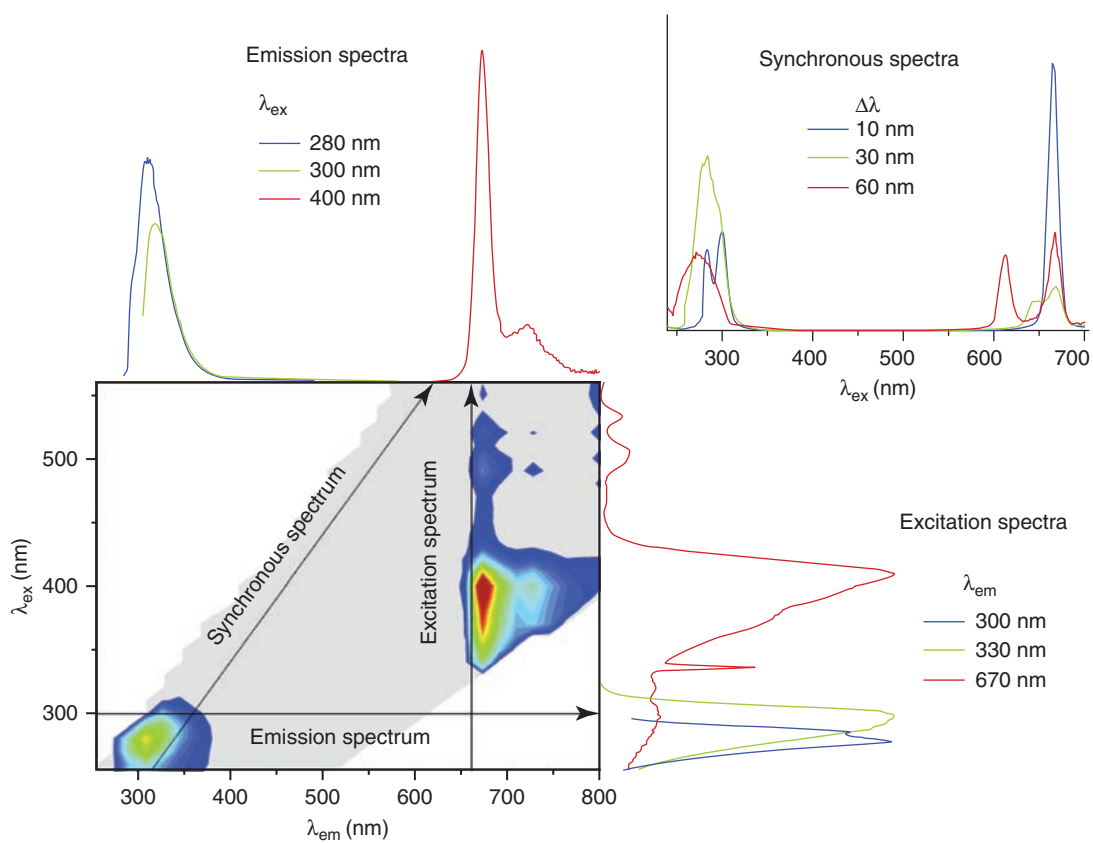 Emission spectra
λex
280 nm
300 nm
400 nm
Synchronous spectra
Δλ
10 nm
30 nm
60 nm
300
400
500
600
700
λex (nm)
500
400
300
λex (nm)
Synchronous spectrum
Excitation spectrum
Emission spectrum
300
400
500
600
700
800
λem (nm)
Excitation spectra
λem
300 nm
330 nm
670 nm